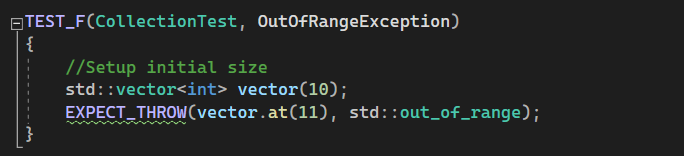 TEST_F(CollectionTest, OutOfRangeException)
{
    //Setup initial size
    std::vector<int> vector(10);
    EXPECT_THROW(vector.at(11), std::out_of_range);
}